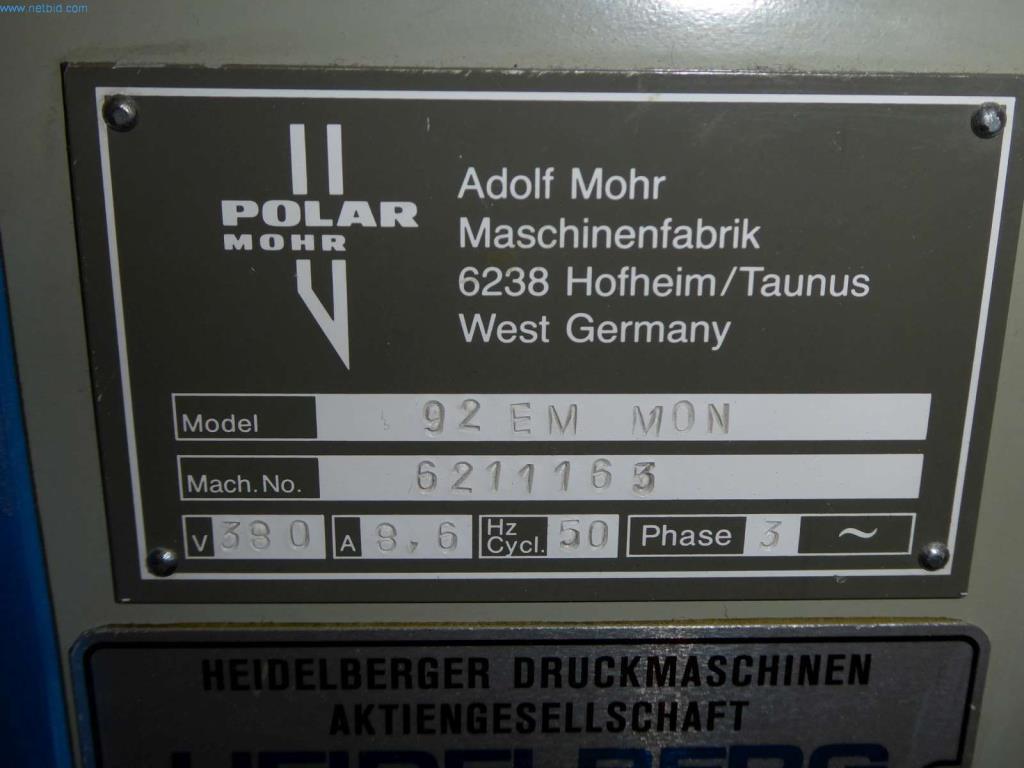 www.netbid.com
POLAR
MOHR
Adolf Mohr
Maschinenfabrik
6238 Hofheim/Taunus
West Germany
Model 92 EM MON
Mach.No. 6211163
V 380 A 8,6 Hz Cycl. 50 Phase 3 ~
HEIDELBERGER DRUCKMASCHINEN
AKTIENGESELLSCHAFT
HEIDELBERG